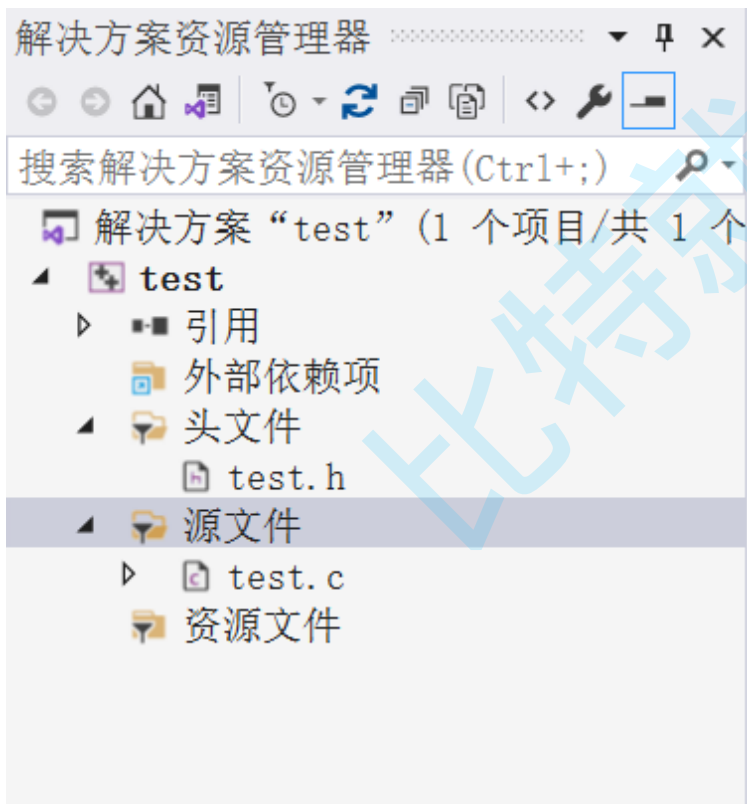 解决方案资源管理器
搜索解决方案资源管理器(Ctrl+;)
解决方案“test”(1 个项目/共 1 个
test
引用
外部依赖项
头文件
test.h
源文件
test.c
资源文件
比特就